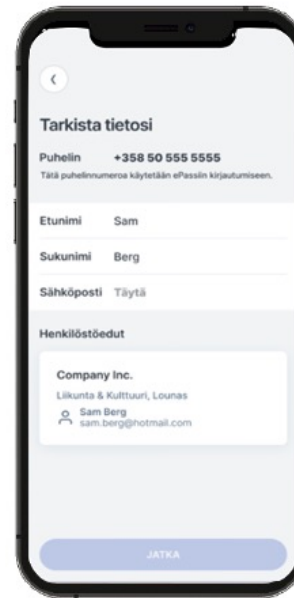 Tarkista tietosi
Puhelin +358 50 555 5555
Tätä puhelinnumeroa käytetään ePassiin kirjautumiseen.
Etunimi Sam
Sukunimi Berg
Sähköposti Täytä
Henkilöstöedut
Company Inc.
Liikunta & Kulttuuri, Lounas
Sam Berg
sam.berg@hotmail.com
JATKA